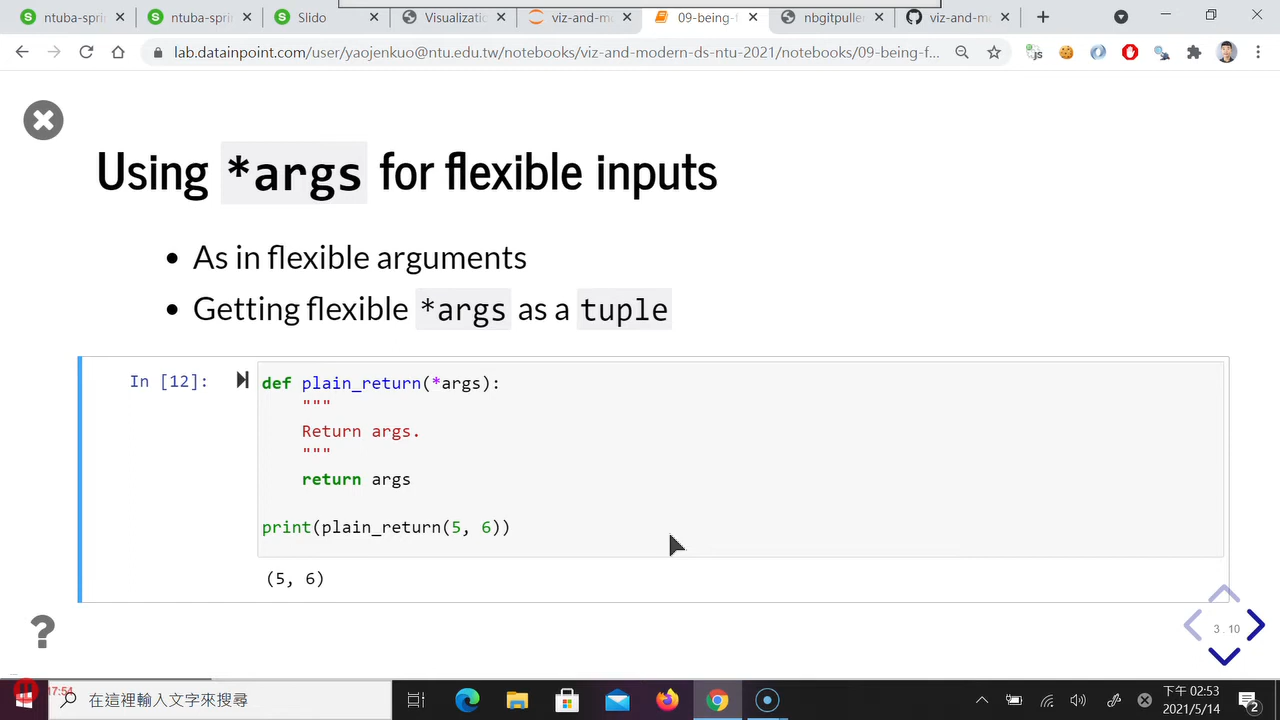 ntuba-spri
ntuba-spri
Slido
Visualizatio
viz-and-mo
09-being-f
nbgitpuller
viz-and-mo
lab.datainpoint.com/user/yaojenkuo@ntu.edu.tw/notebooks/viz-and-modern-ds-ntu-2021/notebooks/09-being-f...
Using *args for flexible inputs
• As in flexible arguments
• Getting flexible *args as a tuple
In [12]:
def plain_return(*args):
    """
    Return args.
    """
    return args
print(plain_return(5, 6))
(5, 6)
3 . 10
17:54
在這裡輸入文字來搜尋
下午 02:53
2021/5/14
2